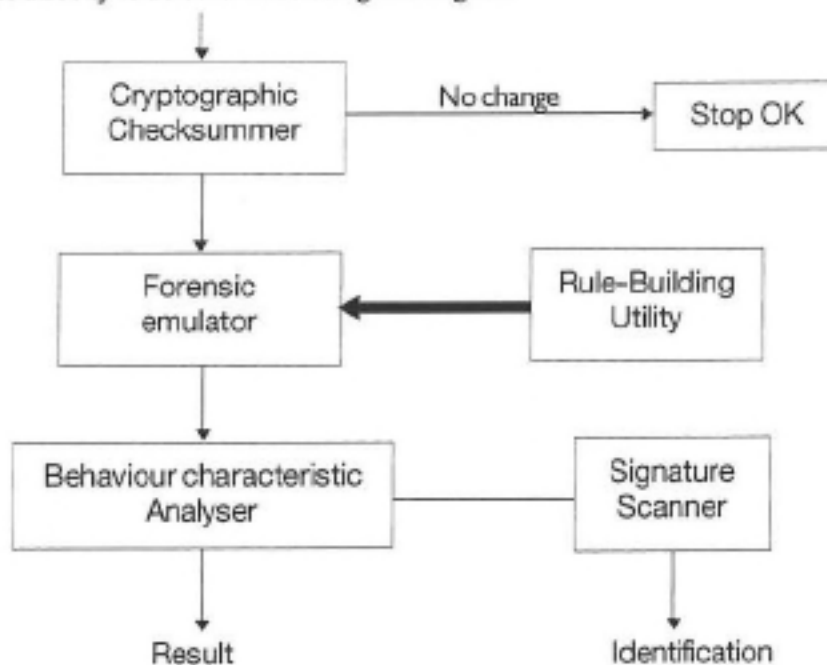 Cryptographic
Checksummer
No change
Stop OK
Forensic
emulator
Rule-Building
Utility
Behaviour characteristic
Analyser
Signature
Scanner
Result
Identification